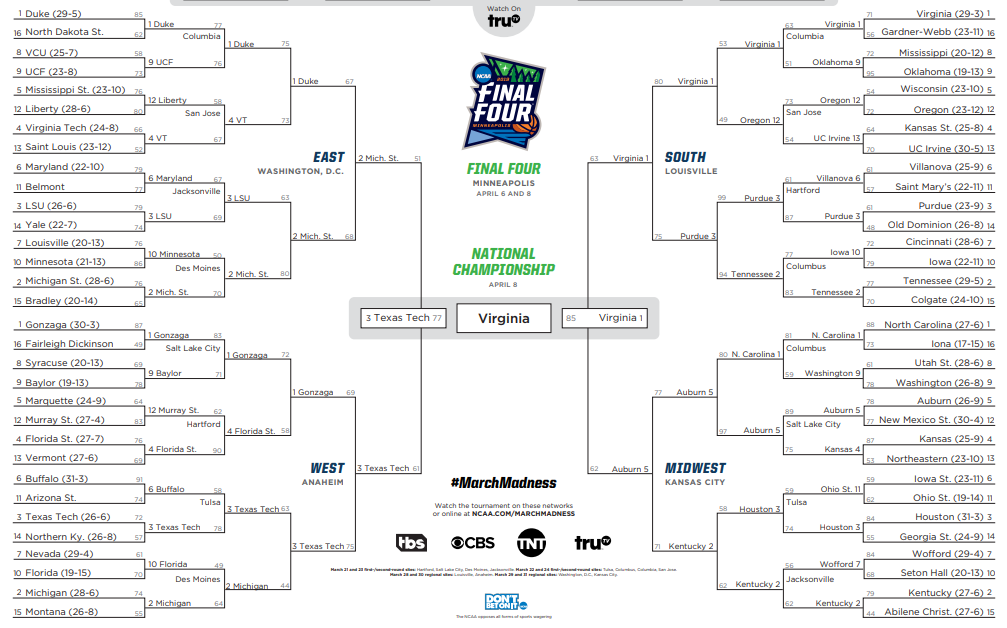 Watch On
truTV
1 Duke (29-5) 85
16 North Dakota St. 62
8 VCU (25-7) 58
9 UCF (23-8) 73
5 Mississippi St. (23-10) 76
12 Liberty (28-6) 80
4 Virginia Tech (24-8) 66
13 Saint Louis (23-12) 52
6 Maryland (22-10) 79
11 Belmont 77
3 LSU (26-6) 79
14 Yale (22-7) 74
7 Louisville (20-13) 76
10 Minnesota (21-13) 86
2 Michigan St. (28-6) 76
15 Bradley (20-14) 65
1 Duke 77
Columbia
9 UCF 76
12 Liberty 58
San Jose
4 VT 67
6 Maryland 67
Jacksonville
3 LSU 69
10 Minnesota 50
Des Moines
2 Mich. St. 70
1 Duke 75
4 VT 73
3 LSU 63
2 Mich. St. 80
1 Duke 67
2 Mich. St. 68
EAST
WASHINGTON, D.C.
2 Mich. St. 51
1 Gonzaga (30-3) 87
16 Fairleigh Dickinson 49
8 Syracuse (20-13) 69
9 Baylor (19-13) 78
5 Marquette (24-9) 64
12 Murray St. (27-4) 83
4 Florida St. (27-7) 76
13 Vermont (27-6) 69
6 Buffalo (31-3) 91
11 Arizona St. 74
3 Texas Tech (26-6) 72
14 Northern Ky. (26-8) 57
7 Nevada (29-4) 61
10 Florida (19-15) 70
2 Michigan (28-6) 74
15 Montana (26-8) 55
1 Gonzaga 83
Salt Lake City
9 Baylor 71
12 Murray St. 62
Hartford
4 Florida St. 90
6 Buffalo 58
Tulsa
3 Texas Tech 78
10 Florida 49
Des Moines
2 Michigan 64
1 Gonzaga 72
4 Florida St. 58
3 Texas Tech 63
2 Michigan 44
1 Gonzaga 69
3 Texas Tech 75
WEST
ANAHEIM
3 Texas Tech 61
NCAA
2019
FINAL
FOUR
MINNEAPOLIS
FINAL FOUR
MINNEAPOLIS
APRIL 6 AND 8
NATIONAL
CHAMPIONSHIP
APRIL 8
3 Texas Tech 77
Virginia
85 Virginia 1
#MarchMadness
Watch the tournament on these networks
or online at NCAA.COM/MARCHMADNESS
tbs CBS TNT truTV
March 21 and 23 first-/second-round sites: Hartford, Salt Lake City, Des Moines, Jacksonville. March 22 and 24 first-/second-round sites: Tulsa, Columbus, Columbia, San Jose.
March 28 and 30 regional sites: Louisville, Anaheim. March 29 and 31 regional sites: Washington, D.C., Kansas City.
DON'T
BET ON IT
The NCAA opposes all forms of sports wagering
63 Virginia 1
SOUTH
LOUISVILLE
80 Virginia 1
75 Purdue 3
53 Virginia 1
49 Oregon 12
99 Purdue 3
94 Tennessee 2
63 Virginia 1
Columbia
51 Oklahoma 9
73 Oregon 12
San Jose
54 UC Irvine 13
61 Villanova 6
Hartford
87 Purdue 3
77 Iowa 10
Columbus
83 Tennessee 2
71 Virginia (29-3) 1
56 Gardner-Webb (23-11) 16
72 Mississippi (20-12) 8
95 Oklahoma (19-13) 9
54 Wisconsin (23-10) 5
72 Oregon (23-12) 12
64 Kansas St. (25-8) 4
70 UC Irvine (30-5) 13
61 Villanova (25-9) 6
57 Saint Mary's (22-11) 11
61 Purdue (23-9) 3
48 Old Dominion (26-8) 14
72 Cincinnati (28-6) 7
79 Iowa (22-11) 10
77 Tennessee (29-5) 2
70 Colgate (24-10) 15
62 Auburn 5
MIDWEST
KANSAS CITY
77 Auburn 5
71 Kentucky 2
80 N. Carolina 1
97 Auburn 5
58 Houston 3
62 Kentucky 2
81 N. Carolina 1
Columbus
59 Washington 9
89 Auburn 5
Salt Lake City
75 Kansas 4
59 Ohio St. 11
Tulsa
74 Houston 3
56 Wofford 7
Jacksonville
62 Kentucky 2
88 North Carolina (27-6) 1
73 Iona (17-15) 16
61 Utah St. (28-6) 8
78 Washington (26-8) 9
78 Auburn (26-9) 5
77 New Mexico St. (30-4) 12
87 Kansas (25-9) 4
53 Northeastern (23-10) 13
59 Iowa St. (23-11) 6
62 Ohio St. (19-14) 11
84 Houston (31-3) 3
55 Georgia St. (24-9) 14
84 Wofford (29-4) 7
68 Seton Hall (20-13) 10
79 Kentucky (27-6) 2
44 Abilene Christ. (27-6) 15